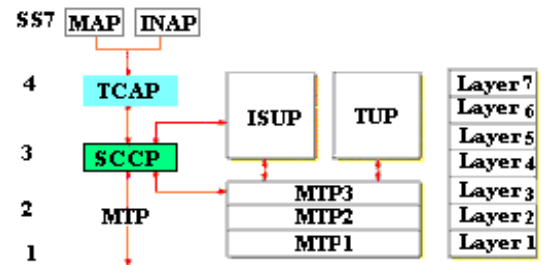 SS7 MAP INAP
4 TCAP
3 SCCP
2 MTP
1
ISUP TUP
MTP3
MTP2
MTP1
Layer 7
Layer 6
Layer 5
Layer 4
Layer 3
Layer 2
Layer 1